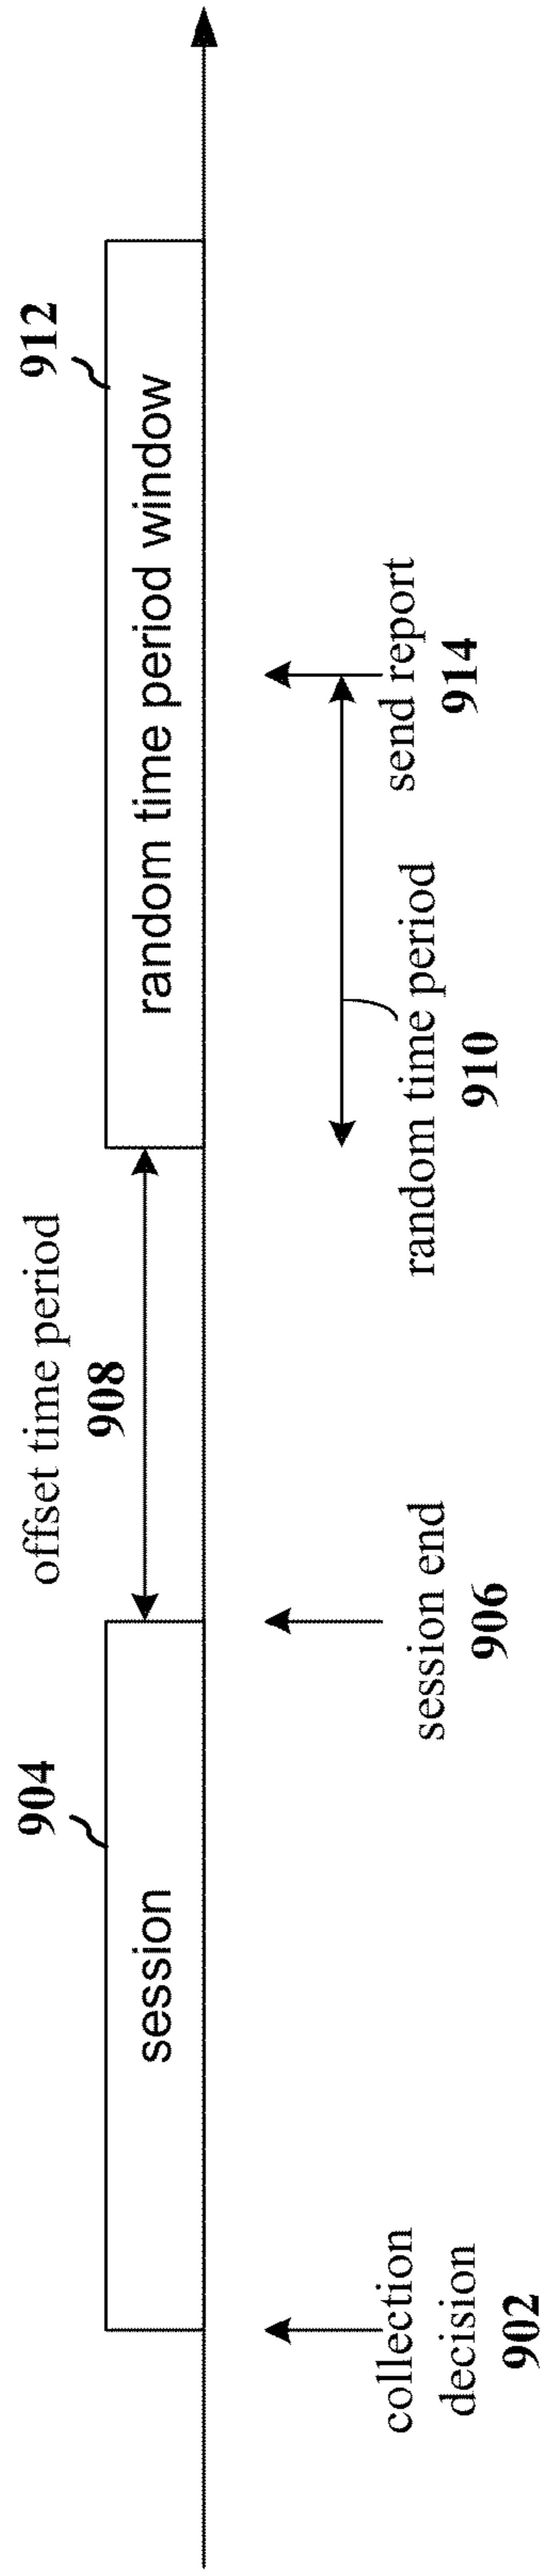 offset time period
908
904
912
session
random time period window
collection
decision
902
session end
906
random time period
910
send report
914